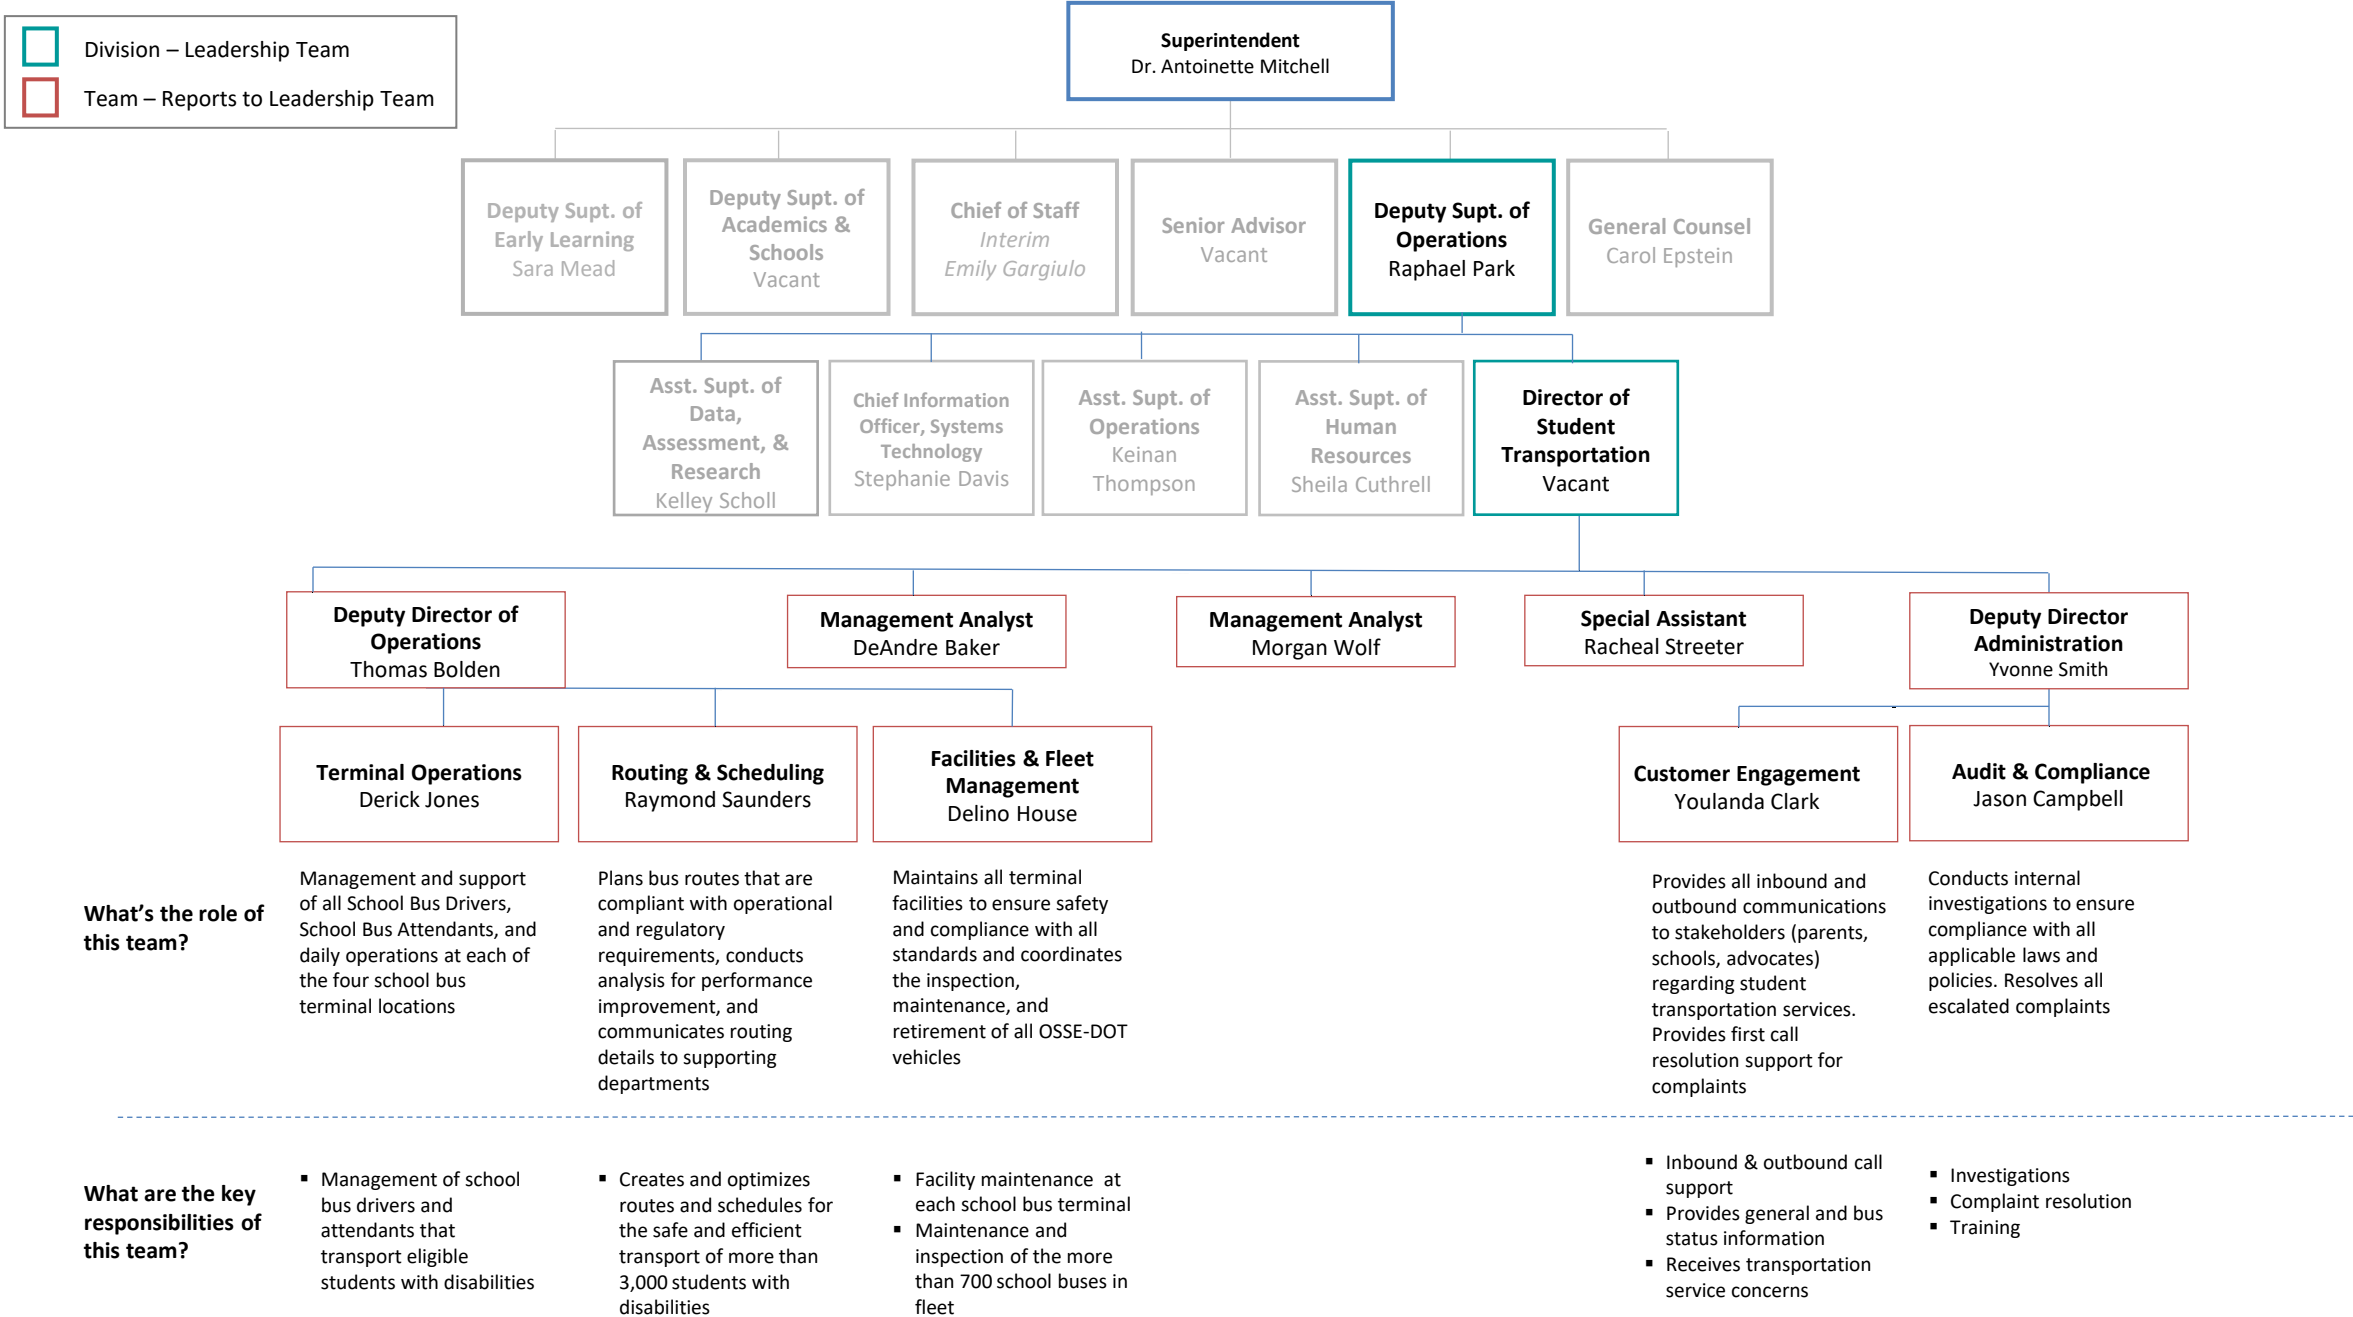 Division – Leadership Team
Team – Reports to Leadership Team
Superintendent
Dr. Antoinette Mitchell
Deputy Supt. of
Early Learning
Sara Mead
Deputy Supt. of
Academics &
Schools
Vacant
Chief of Staff
Interim
Emily Gargiulo
Senior Advisor
Vacant
Deputy Supt. of
Operations
Raphael Park
General Counsel
Carol Epstein
Asst. Supt. of
Data,
Assessment, &
Research
Kelley Scholl
Chief Information
Officer, Systems
Technology
Stephanie Davis
Asst. Supt. of
Operations
Keinan
Thompson
Asst. Supt. of
Human
Resources
Sheila Cuthrell
Director of
Student
Transportation
Vacant
Deputy Director of
Operations
Thomas Bolden
Management Analyst
DeAndre Baker
Management Analyst
Morgan Wolf
Special Assistant
Racheal Streeter
Deputy Director
Administration
Yvonne Smith
Terminal Operations
Derick Jones
Routing & Scheduling
Raymond Saunders
Facilities & Fleet
Management
Delino House
Customer Engagement
Youlanda Clark
Audit & Compliance
Jason Campbell
What’s the role of
this team?
Management and support
of all School Bus Drivers,
School Bus Attendants, and
daily operations at each of
the four school bus
terminal locations
Plans bus routes that are
compliant with operational
and regulatory
requirements, conducts
analysis for performance
improvement, and
communicates routing
details to supporting
departments
Maintains all terminal
facilities to ensure safety
and compliance with all
standards and coordinates
the inspection,
maintenance, and
retirement of all OSSE-DOT
vehicles
Provides all inbound and
outbound communications
to stakeholders (parents,
schools, advocates)
regarding student
transportation services.
Provides first call
resolution support for
complaints
Conducts internal
investigations to ensure
compliance with all
applicable laws and
policies. Resolves all
escalated complaints
What are the key
responsibilities of
this team?
▪ Management of school
bus drivers and
attendants that
transport eligible
students with disabilities
▪ Creates and optimizes
routes and schedules for
the safe and efficient
transport of more than
3,000 students with
disabilities
▪ Facility maintenance at
each school bus terminal
▪ Maintenance and
inspection of the more
than 700 school buses in
fleet
▪ Inbound & outbound call
support
▪ Provides general and bus
status information
▪ Receives transportation
service concerns
▪ Investigations
▪ Complaint resolution
▪ Training